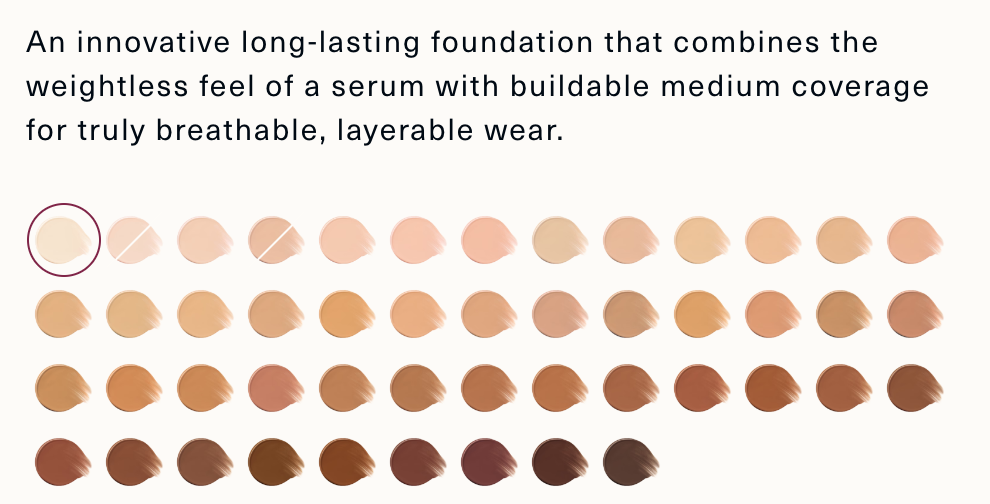 An innovative long-lasting foundation that combines the
weightless feel of a serum with buildable medium coverage
for truly breathable, layerable wear.